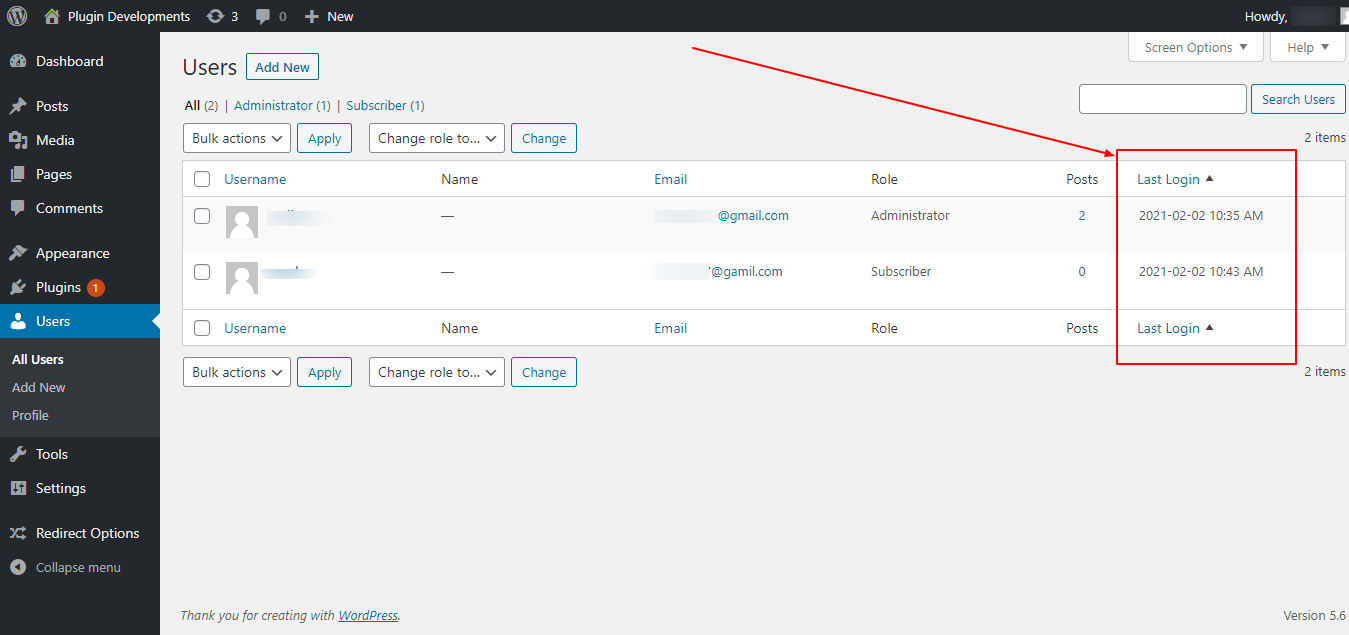 Plugin Developments 3 0 New Howdy,
Dashboard
Posts
Media
Pages
Comments
Appearance
Plugins 1
Users
All Users
Add New
Profile
Tools
Settings
Redirect Options
Collapse menu
Screen Options Help
Users Add New
All (2) | Administrator (1) | Subscriber (1)
Search Users
Bulk actions Apply Change role to... Change
2 items
Username Name Email Role Posts Last Login
— @gmail.com Administrator 2 2021-02-02 10:35 AM
— @gamil.com Subscriber 0 2021-02-02 10:43 AM
Username Name Email Role Posts Last Login
Bulk actions Apply Change role to... Change
2 items
Thank you for creating with WordPress.
Version 5.6